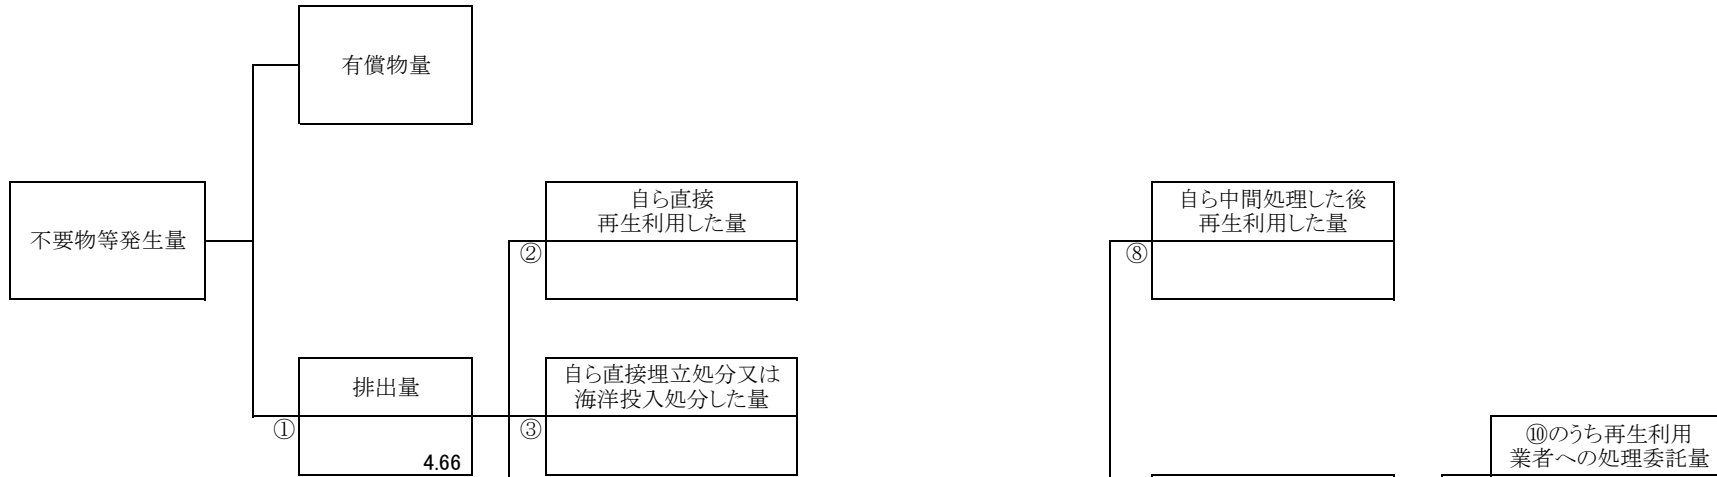 有償物量
不要物等発生量
自ら直接
再生利用した量
②
自ら中間処理した後
再生利用した量
⑧
排出量
①
4.66
自ら直接埋立処分又は
海洋投入処分した量
③
⑩のうち再生利用
業者への処理委託量